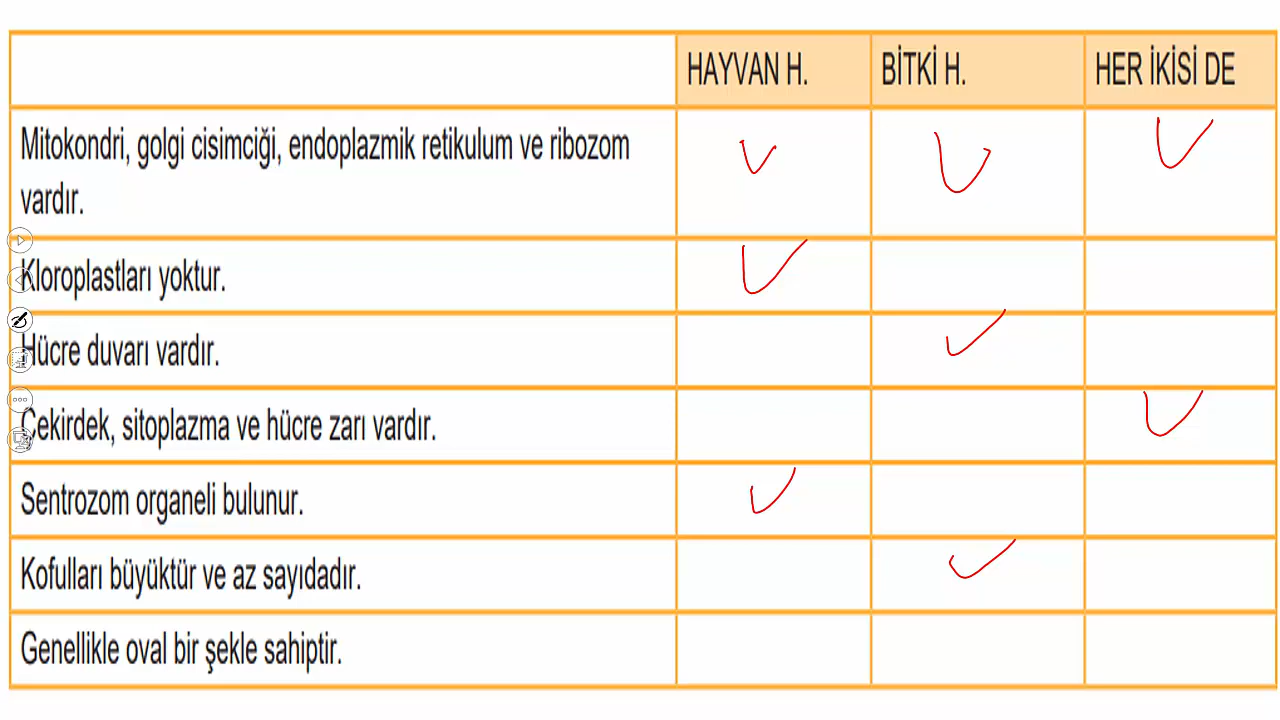 HAYVAN H. BİTKİ H. HER İKİSİ DE
Mitokondri, golgi cisimciği, endoplazmik retikulum ve ribozom
vardır.
Kloroplastları yoktur.
Hücre duvarı vardır.
Çekirdek, sitoplazma ve hücre zarı vardır.
Sentrozom organeli bulunur.
Kofulları büyüktür ve az sayıdadır.
Genellikle oval bir şekle sahiptir.